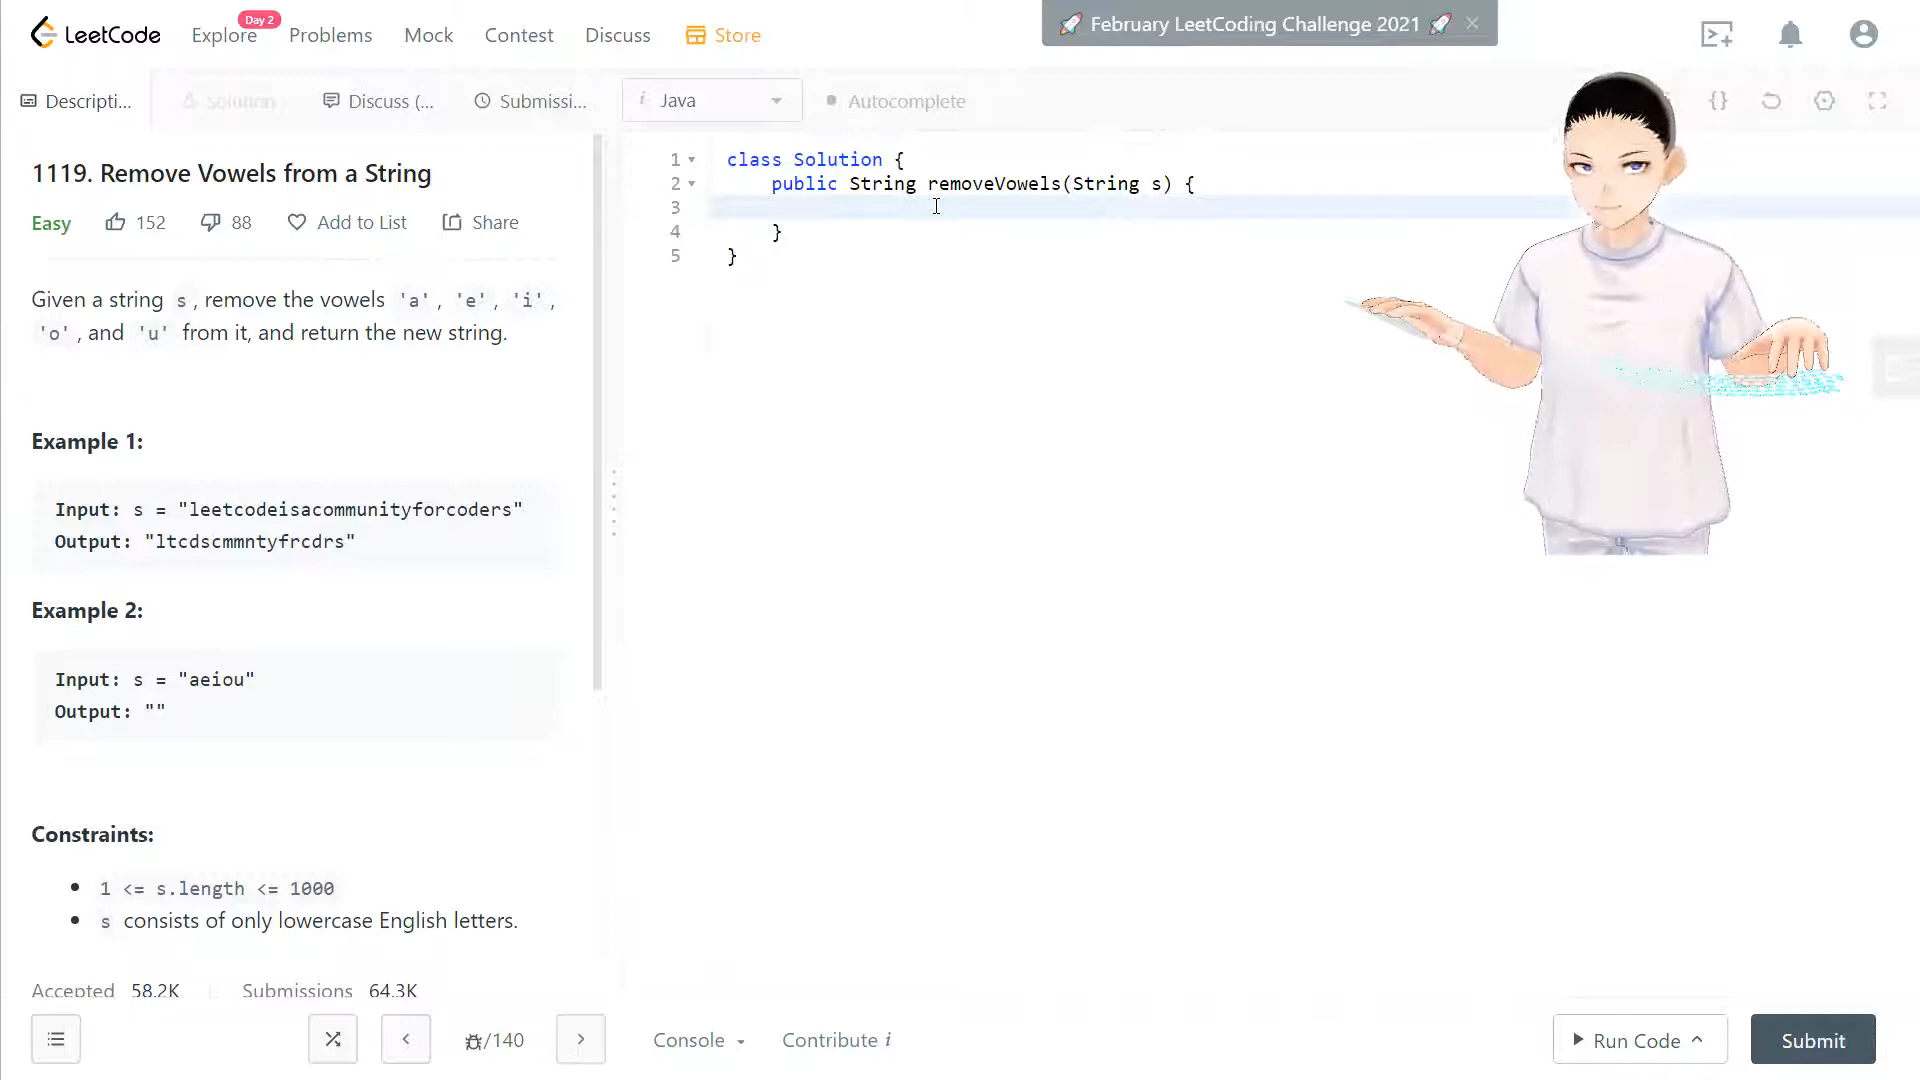 LeetCode
Explore
Day 2
Problems
Mock
Contest
Discuss
Store
🚀 February LeetCoding Challenge 2021 🚀
Descripti...
Solution
Discuss (...
Submissi...
i Java
Autocomplete
1119. Remove Vowels from a String
Easy 152 88 Add to List Share
Given a string s, remove the vowels 'a', 'e', 'i',
'o', and 'u' from it, and return the new string.
Example 1:
Input: s = "leetcodeisacommunityforcoders"
Output: "ltcdscmmntyfrcdrs"
Example 2:
Input: s = "aeiou"
Output: ""
Constraints:
1 <= s.length <= 1000
s consists of only lowercase English letters.
Accepted 58.2K Submissions 64.3K
1 class Solution {
2 public String removeVowels(String s) {
3
4 }
5 }
/140
Console
Contribute i
Run Code
Submit